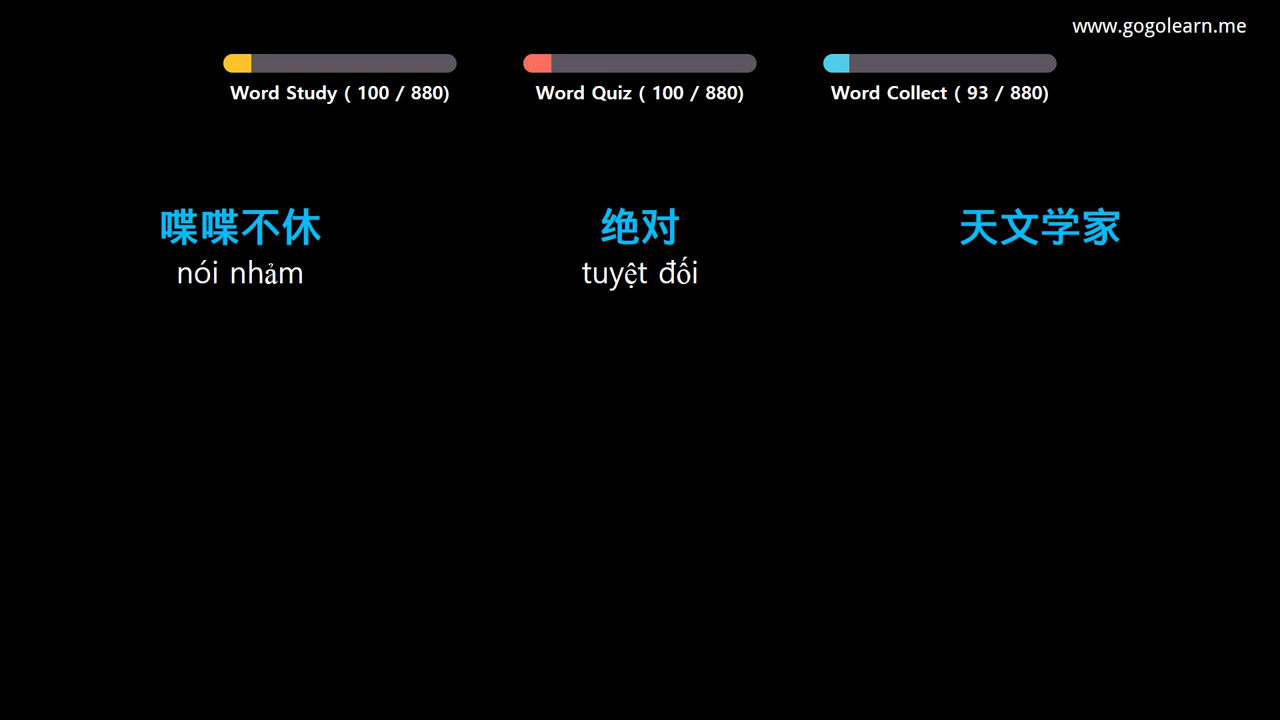 www.gogolearn.me
Word Study ( 100 / 880)
Word Quiz ( 100 / 880)
Word Collect ( 93 / 880)
喋喋不休
nói nhảm
绝对
tuyệt đối
天文学家